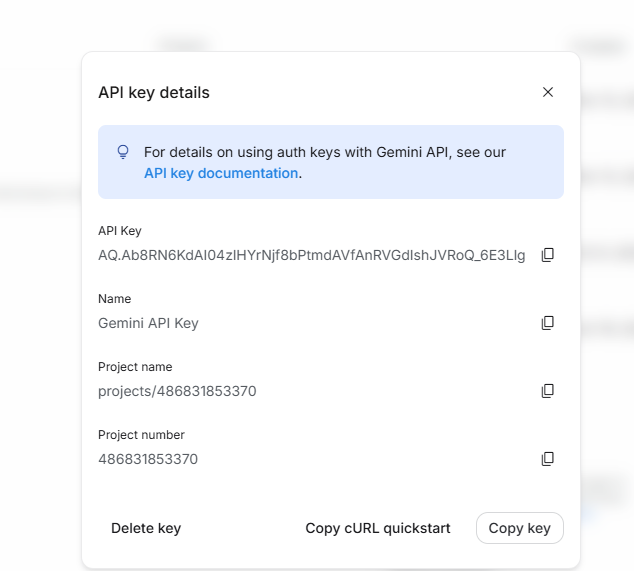 API key details
For details on using auth keys with Gemini API, see our
API key documentation.
API Key
AQ.Ab8RN6KdAI04zIHYrNjf8bPtmdAVfAnRVGdlshJVRoQ_6E3LIg
Name
Gemini API Key
Project name
projects/486831853370
Project number
486831853370
Delete key
Copy cURL quickstart
Copy key